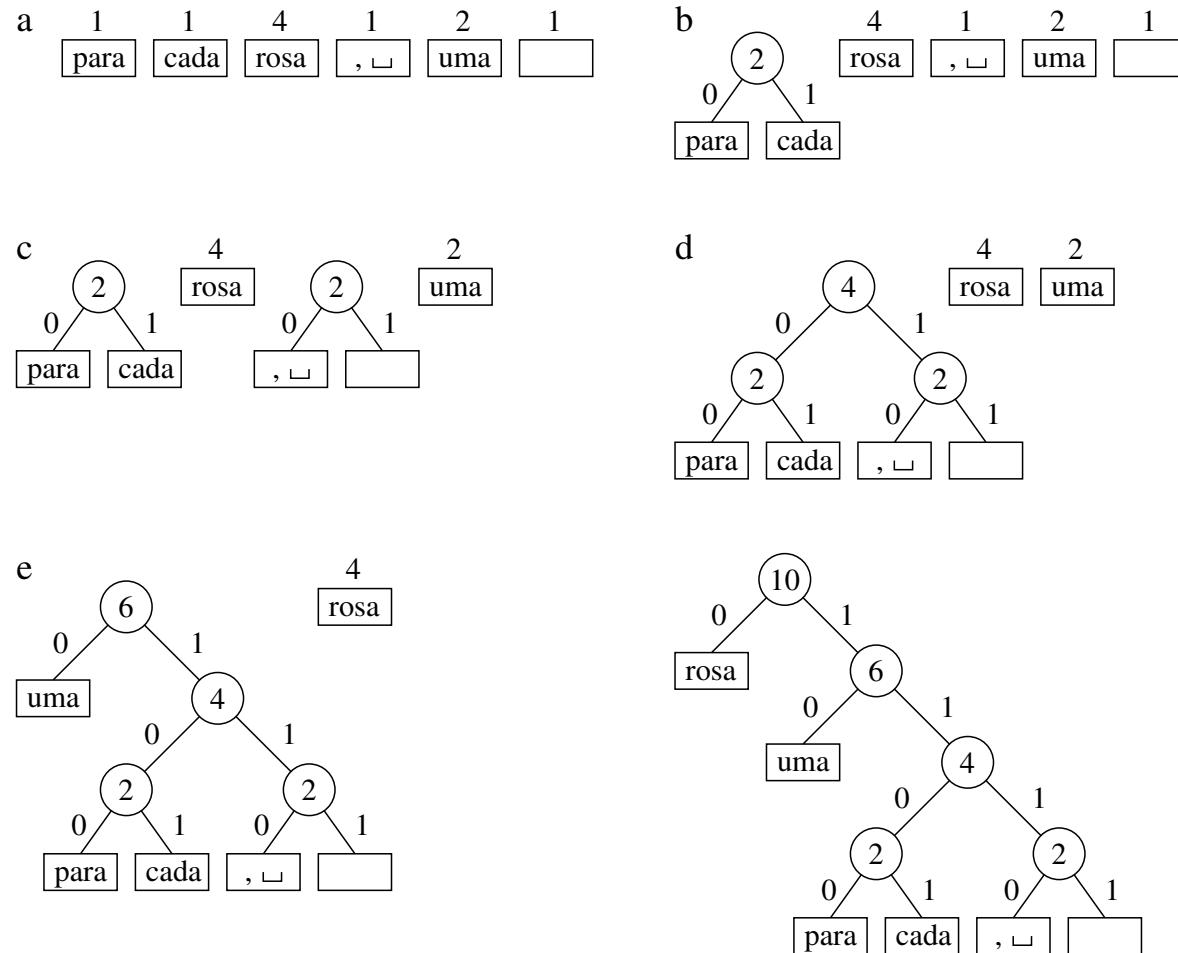 a 1 1 4 1 2 1
para cada rosa , ␣ uma
b 4 1 2 1
2 rosa , ␣ uma
0 1
para cada
c 4 2
2 rosa 2 uma
0 1 0 1
para cada , ␣
d 4 2
4 rosa uma
0 1
2 2
0 1 0 1
para cada , ␣
e 4
6 rosa
0 1
uma
4
0 1
2 2
0 1 0 1
para cada , ␣
10
0 1
rosa 6
0 1
uma 4
0 1
2 2
0 1 0 1
para cada , ␣